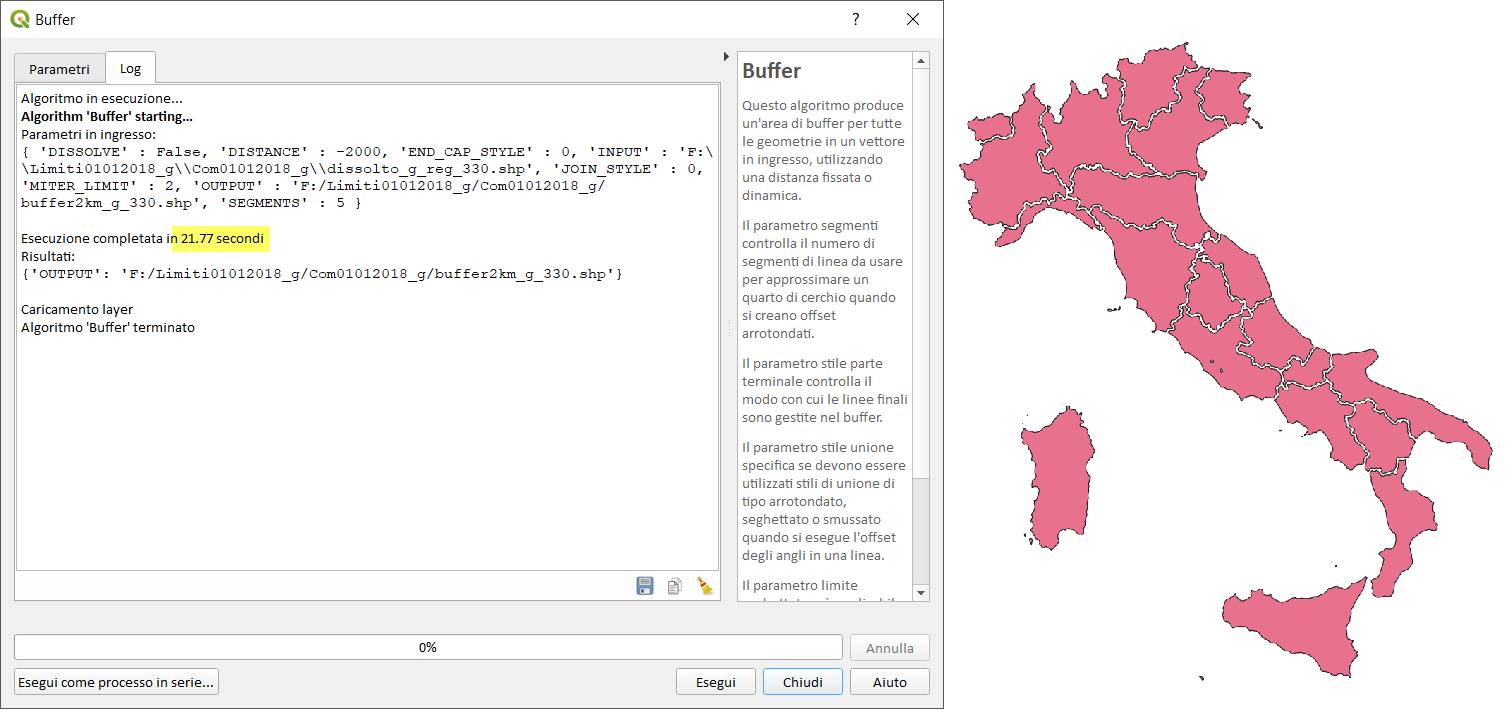 Buffer
?
Parametri
Log
Algoritmo in esecuzione...
Algorithm 'Buffer' starting...
Parametri in ingresso:
{ 'DISSOLVE' : False, 'DISTANCE' : -2000, 'END_CAP_STYLE' : 0, 'INPUT' : 'F:\
\Limiti01012018_g\\Com01012018_g\\dissolto_g_reg_330.shp', 'JOIN_STYLE' : 0,
'MITER_LIMIT' : 2, 'OUTPUT' : 'F:/Limiti01012018_g/Com01012018_g/
buffer2km_g_330.shp', 'SEGMENTS' : 5 }
Esecuzione completata in 21.77 secondi
Risultati:
{'OUTPUT': 'F:/Limiti01012018_g/Com01012018_g/buffer2km_g_330.shp'}
Caricamento layer
Algoritmo 'Buffer' terminato
Buffer
Questo algoritmo produce
un'area di buffer per tutte
le geometrie in un vettore
in ingresso, utilizzando
una distanza fissata o
dinamica.
Il parametro segmenti
controlla il numero di
segmenti di linea da usare
per approssimare un
quarto di cerchio quando
si creano offset
arrotondati.
Il parametro stile parte
terminale controlla il
modo con cui le linee finali
sono gestite nel buffer.
Il parametro stile unione
specifica se devono essere
utilizzati stili di unione di
tipo arrotondato,
seghettato o smussato
quando si esegue l'offset
degli angli in una linea.
Il parametro limite
0%
Annulla
Esegui come processo in serie...
Esegui
Chiudi
Aiuto